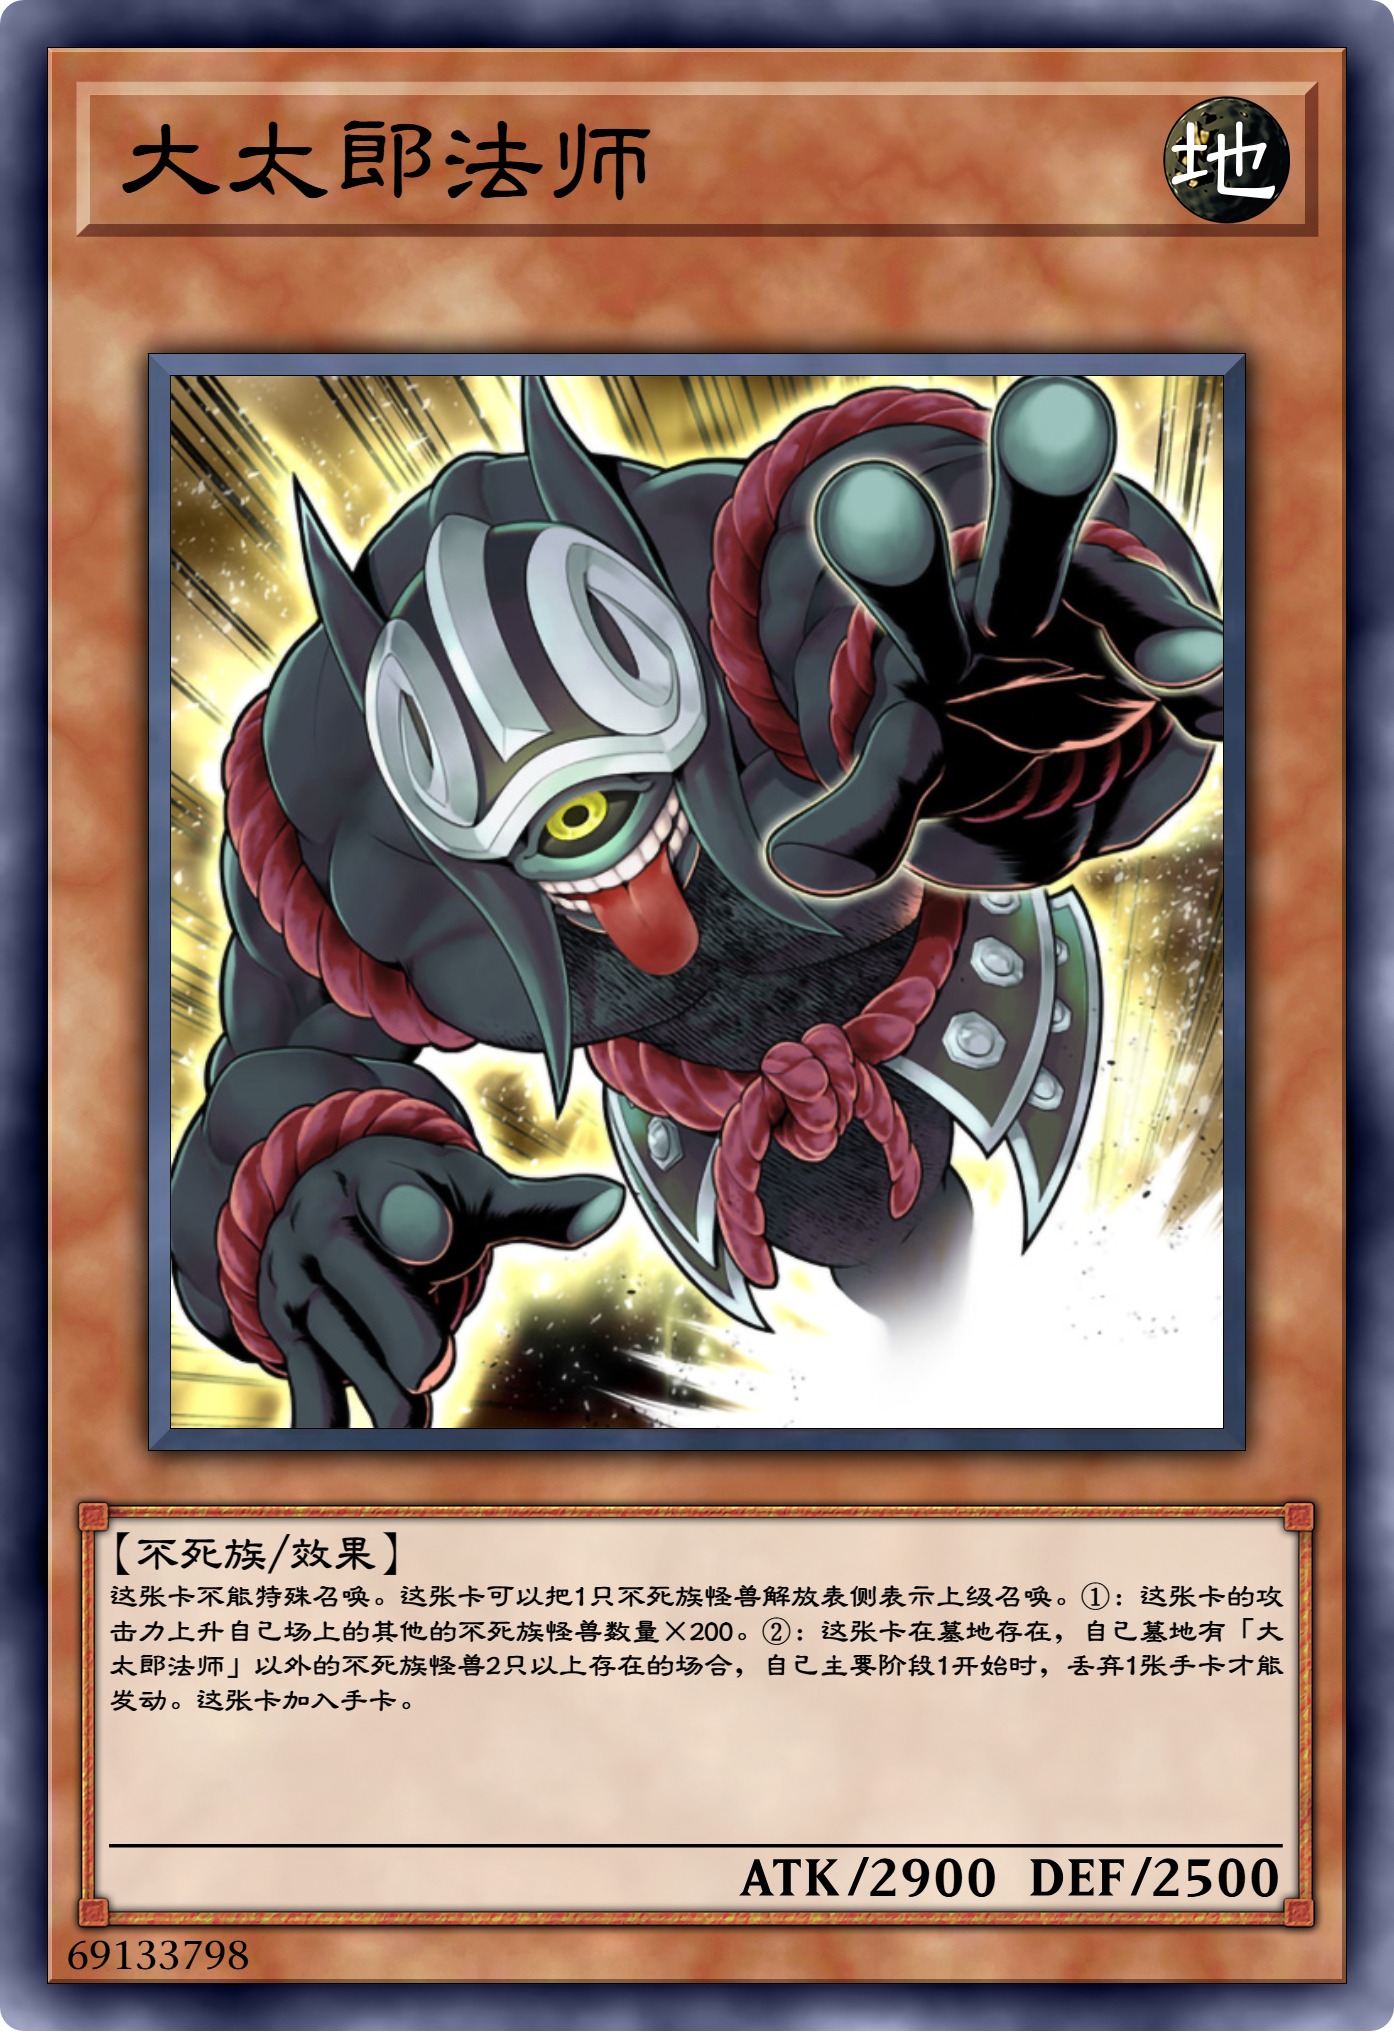 大太郎法师
地
【不死族/效果】
这张卡不能特殊召唤。这张卡可以把1只不死族怪兽解放表侧表示上级召唤。①：这张卡的攻
击力上升自己场上的其他的不死族怪兽数量×200。②：这张卡在墓地存在，自己墓地有「大
太郎法师」以外的不死族怪兽2只以上存在的场合，自己主要阶段1开始时，丢弃1张手卡才能
发动。这张卡加入手卡。
ATK/2900 DEF/2500
69133798